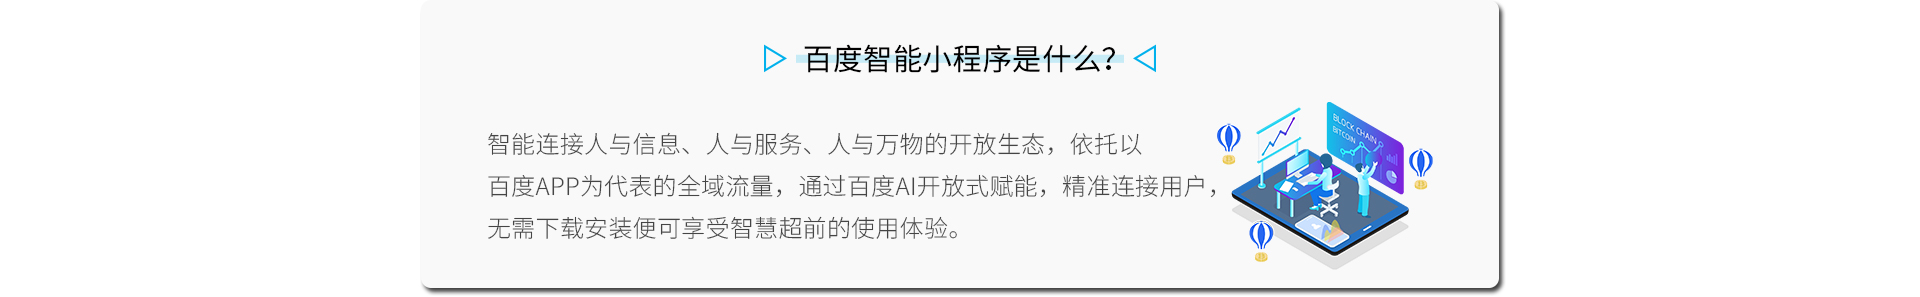 百度智能小程序是什么?
智能连接人与信息、人与服务、人与万物的开放生态，依托以
百度APP为代表的全域流量，通过百度AI开放式赋能，精准连接用户，
无需下载安装便可享受智慧超前的使用体验。
BLOCK CHAIN
BITCOIN